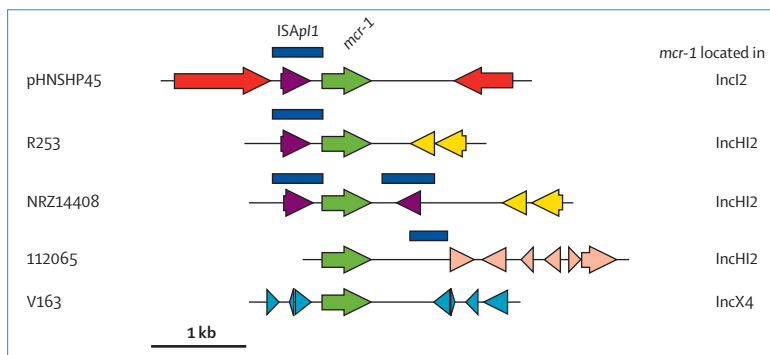 ISApl1 mcr-1
mcr-1 located in
pHNSHP45 IncI2
R253 IncHI2
NRZ14408 IncHI2
112065 IncHI2
V163 IncX4
1 kb